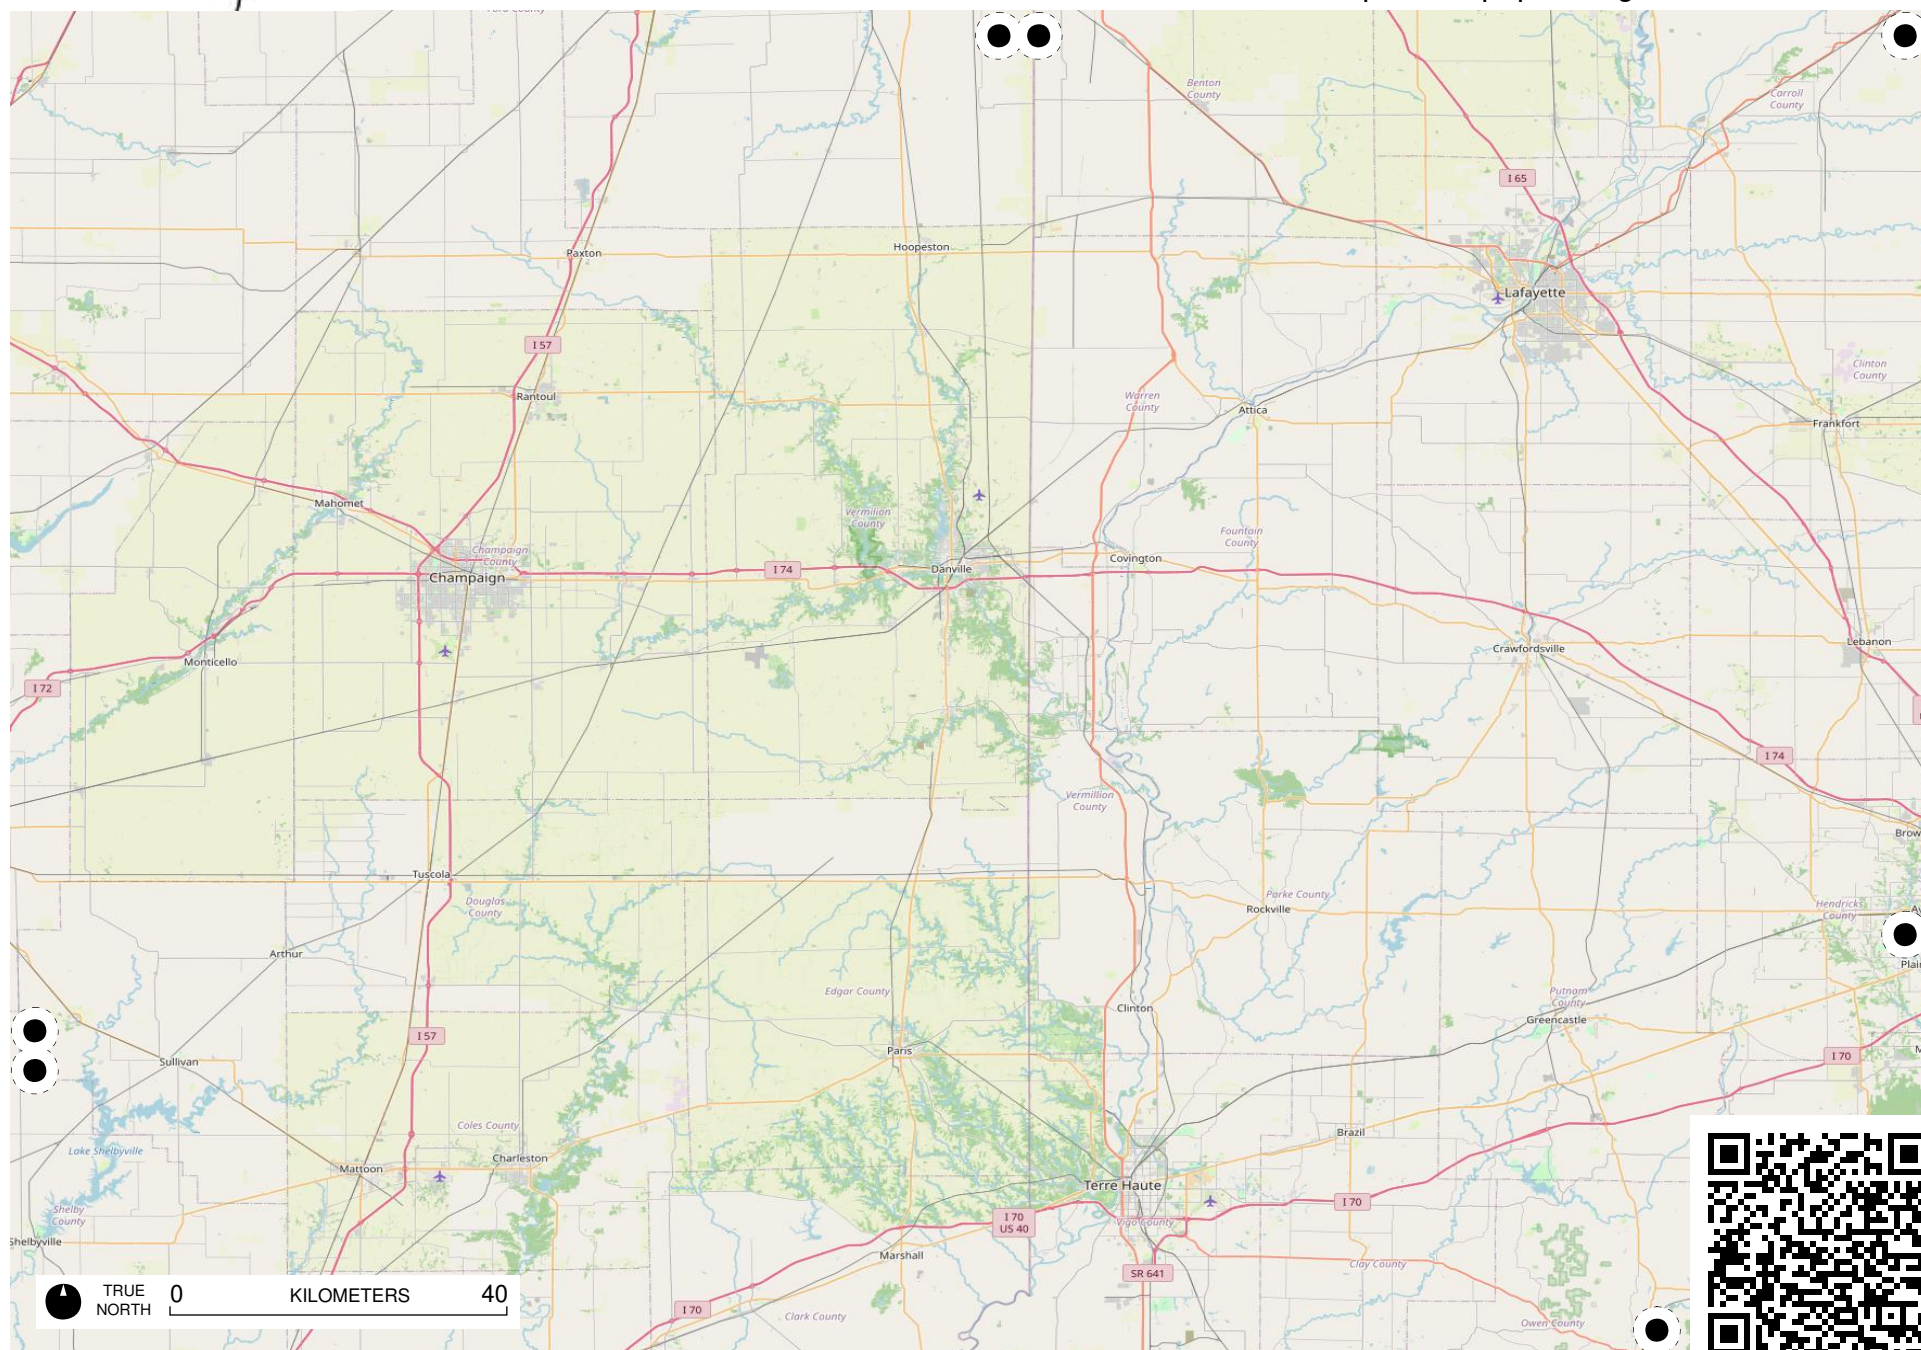 Benton
County
Carroll
County
I 65
Hoopeston
Paxton
Lafayette
I 57
Clinton
County
Rantoul
Warren
County
Attica
Frankfort
Mahomet
Vermilion
County
Fountain
County
Champaign
County
Covington
Champaign
I 74
Danville
Lebanon
Crawfordsville
Monticello
I 72
I 74
Vermillion
County
Brow
Tuscola
Parke County
Douglas
County
Rockville
Hendricks
County
Arthur
Plai
Edgar County
Putnam
County
Clinton
Greencastle
I 57
Paris
Sullivan
I 70
Coles County
Brazil
Lake Shelbyville
Charleston
Mattoon
Terre Haute
I 70
Shelby
County
I 70
US 40
Vigo County
Shelbyville
Marshall
Clay County
SR 641
TRUE
NORTH
0 KILOMETERS 40
I 70
Clark County
Owen County